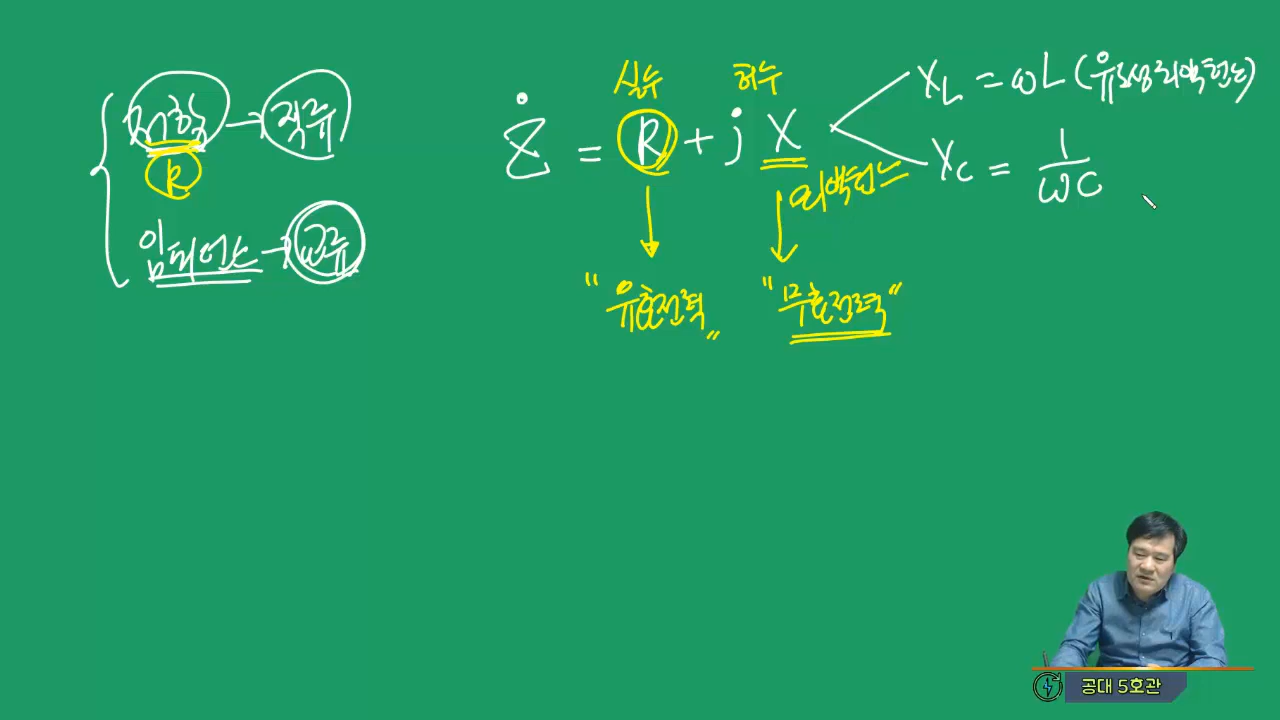 저항 → 직류
R
임피던스 → 교류
실수 허수
Ż = R + jX
리액턴스
"유효전력" "무효전력"
X_L = ωL (유도성 리액턴스)
X_C = 1/ωC
공대 5호관